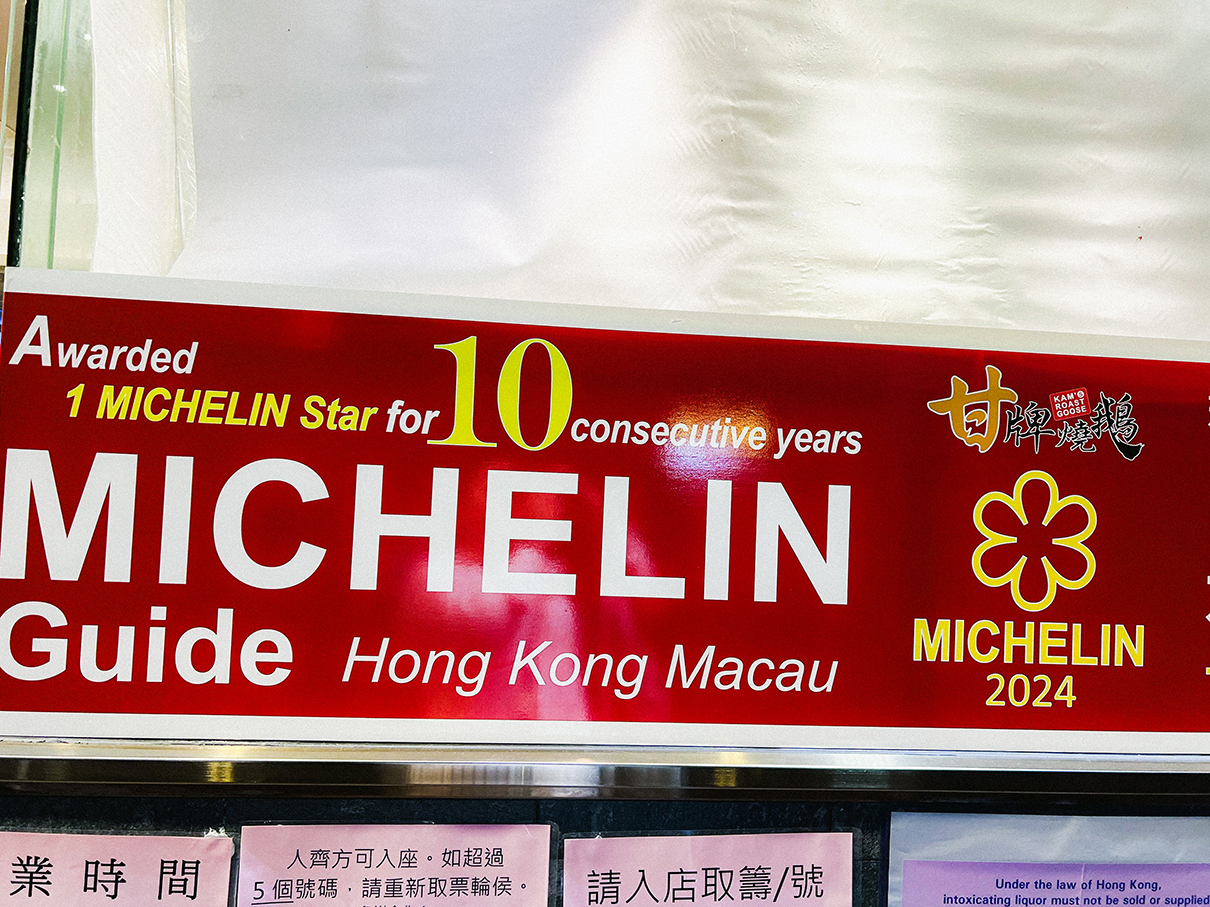 Awarded
1 MICHELIN Star for 10 consecutive years
MICHELIN
Guide Hong Kong Macau
甘牌燒鵝
KAM'S
ROAST
GOOSE
MICHELIN
2024
業時間
人齊方可入座。如超過
5個號碼，請重新取票輪侯。
請入店取籌/號
Under the law of Hong Kong,
intoxicating liquor must not be sold or supplied